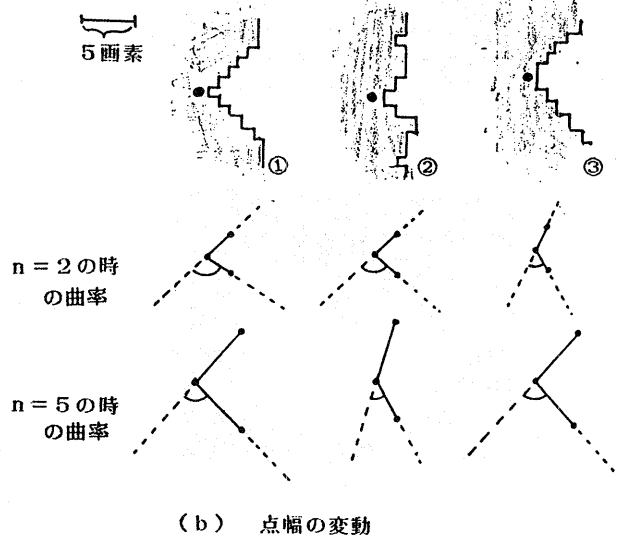 5画素
① ② ③
n=2の時
の曲率
n=5の時
の曲率
(b) 点幅の変動